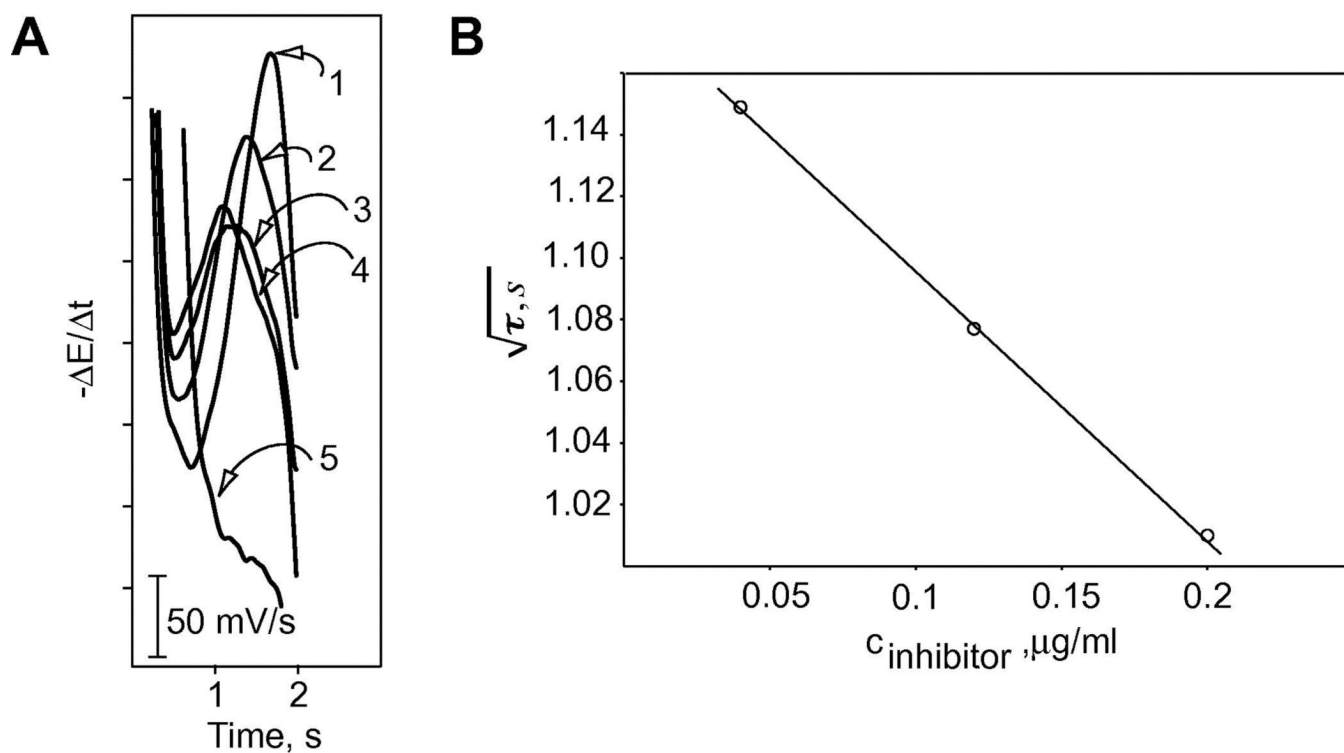 A
1
2
3
4
5
-ΔE/Δt
50 mV/s
1 2
Time, s
B
1.14
1.12
1.10
1.08
1.06
1.04
1.02
√τ, s
0.05 0.1 0.15 0.2
c inhibitor ,μg/ml